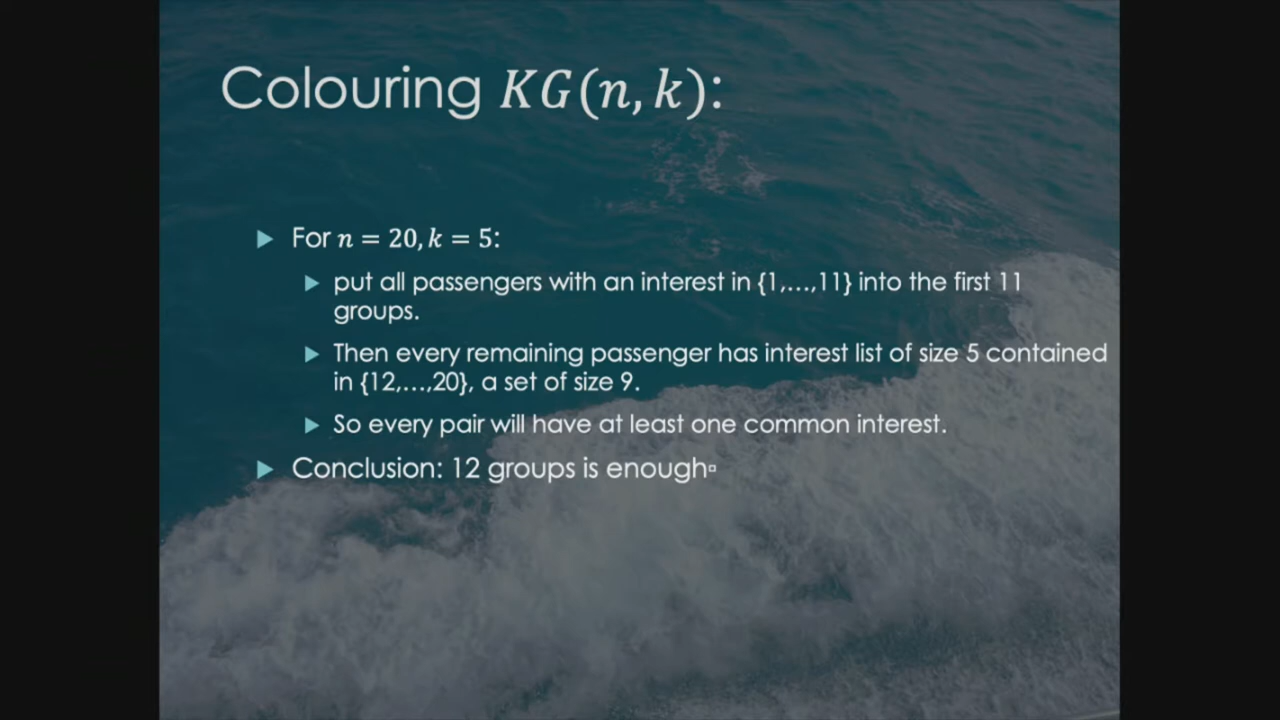 Colouring KG(n, k):
For n = 20, k = 5:
put all passengers with an interest in {1,…,11} into the first 11
groups.
Then every remaining passenger has interest list of size 5 contained
in {12,…,20}, a set of size 9.
So every pair will have at least one common interest.
Conclusion: 12 groups is enough▫